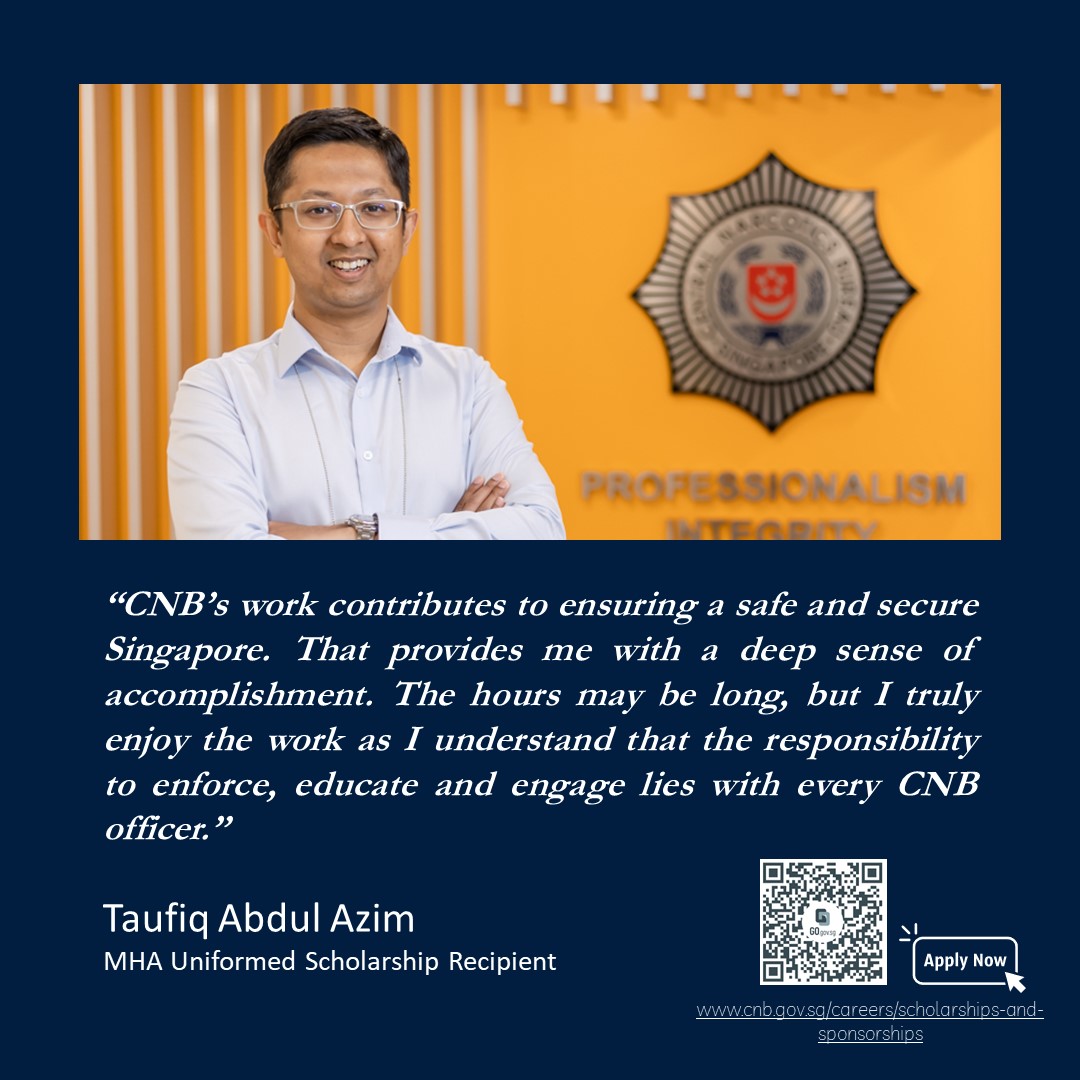 CENTRAL NARCOTICS BUREAU
SINGAPORE
PROFESSIONALISM
INTEGRITY
“CNB’s work contributes to ensuring a safe and secure
Singapore. That provides me with a deep sense of
accomplishment. The hours may be long, but I truly
enjoy the work as I understand that the responsibility
to enforce, educate and engage lies with every CNB
officer.”
Taufiq Abdul Azim
MHA Uniformed Scholarship Recipient
GOgov.sg
Apply Now
www.cnb.gov.sg/careers/scholarships-and-
sponsorships